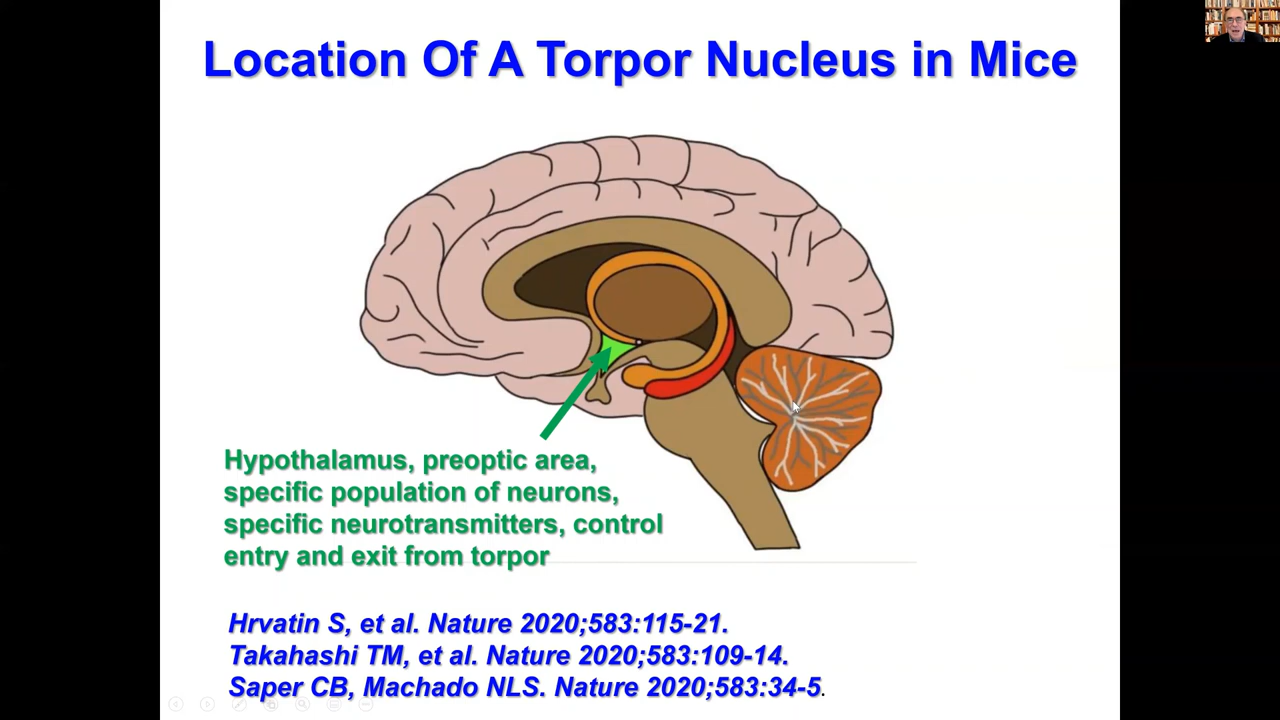 Location Of A Torpor Nucleus in Mice
Hypothalamus, preoptic area,
specific population of neurons,
specific neurotransmitters, control
entry and exit from torpor
Hrvatin S, et al. Nature 2020;583:115-21.
Takahashi TM, et al. Nature 2020;583:109-14.
Saper CB, Machado NLS. Nature 2020;583:34-5.